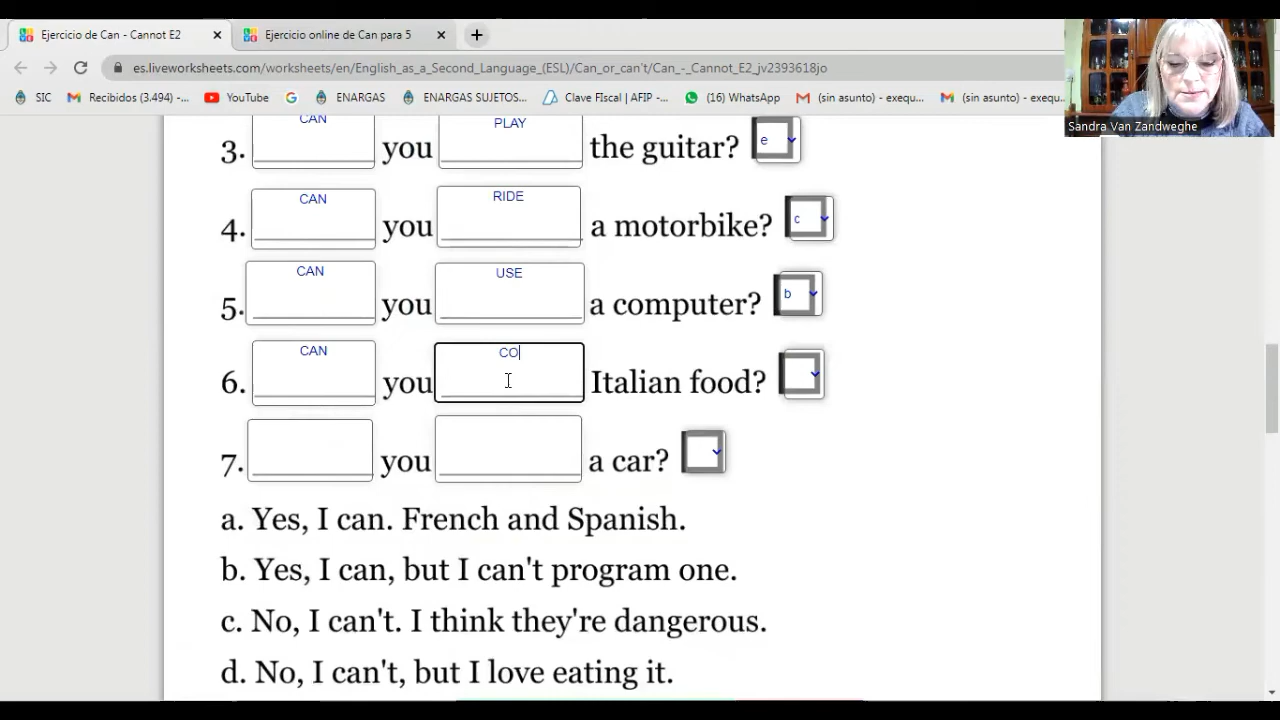 Ejercicio de Can - Cannot E2
Ejercicio online de Can para 5
es.liveworksheets.com/worksheets/en/English_as_a_Second_Language_(ESL)/Can_or_can't/Can_-_Cannot_E2_jv2393618jo
SIC Recibidos (3.494) -... YouTube ENARGAS ENARGAS SUJETOS... Clave FIscal | AFIP -... (16) WhatsApp (sin asunto) - exequ... (sin asunto) - exequ...
Sandra Van Zandweghe
3. CAN you PLAY the guitar? e
4. CAN you RIDE a motorbike? c
5. CAN you USE a computer? b
6. CAN you CO Italian food?
7. you a car?
a. Yes, I can. French and Spanish.
b. Yes, I can, but I can't program one.
c. No, I can't. I think they're dangerous.
d. No, I can't, but I love eating it.